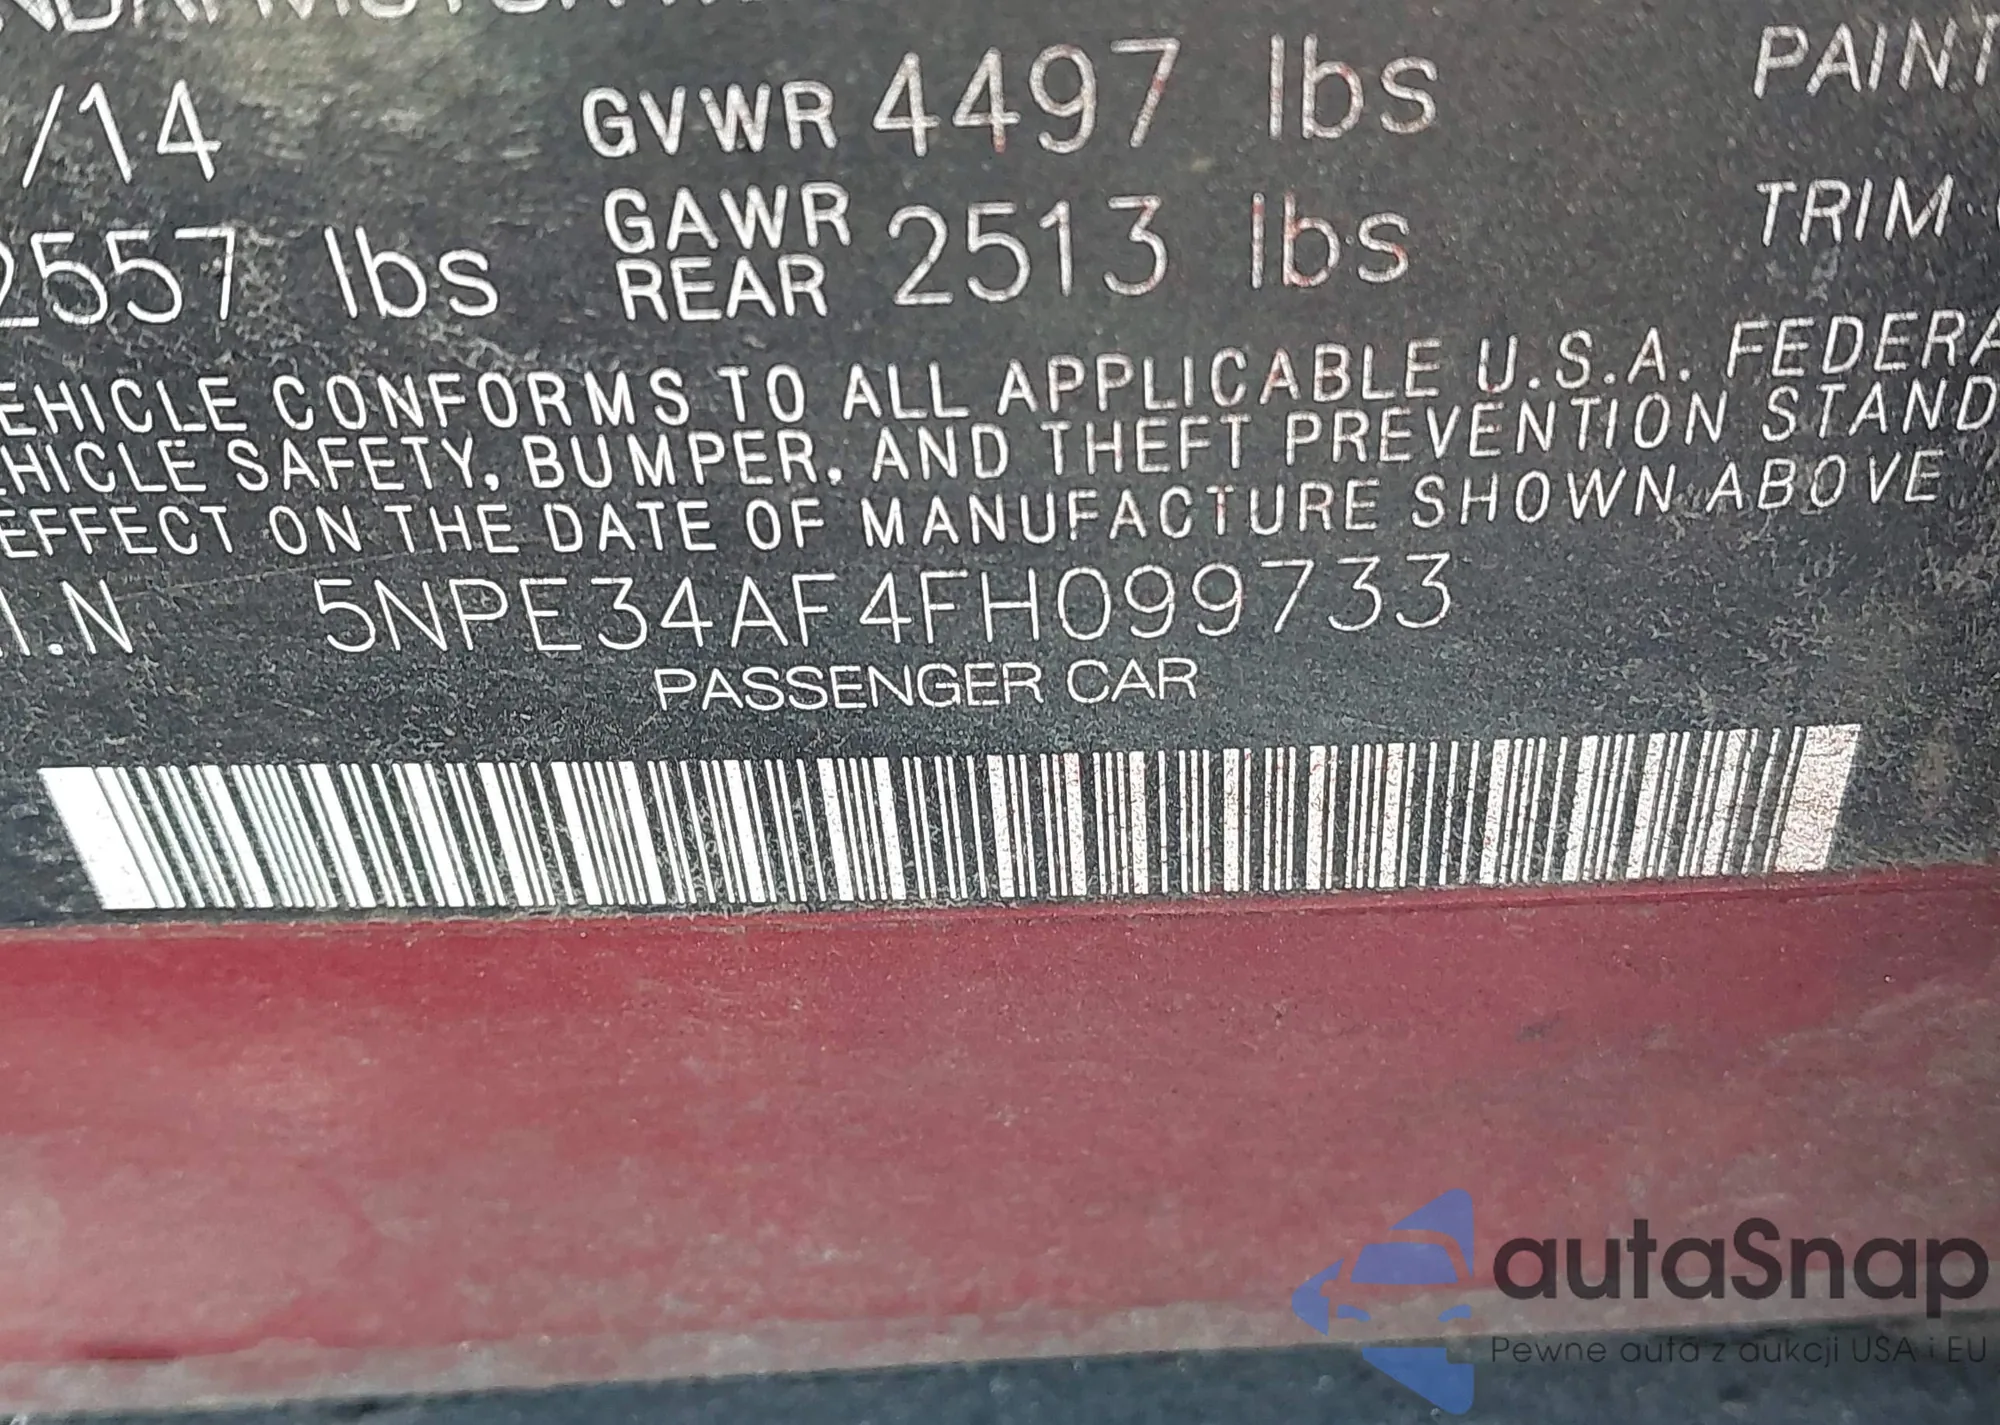 /14 GVWR 4497 lbs PAINT
2557 lbs GAWR REAR 2513 lbs TRIM
EHICLE CONFORMS TO ALL APPLICABLE U.S.A. FEDERA
HICLE SAFETY, BUMPER, AND THEFT PREVENTION STAND
EFFECT ON THE DATE OF MANUFACTURE SHOWN ABOVE
I.N 5NPE34AF4FH099733
PASSENGER CAR
autaSnap
Pewne auta z aukcji USA i EU